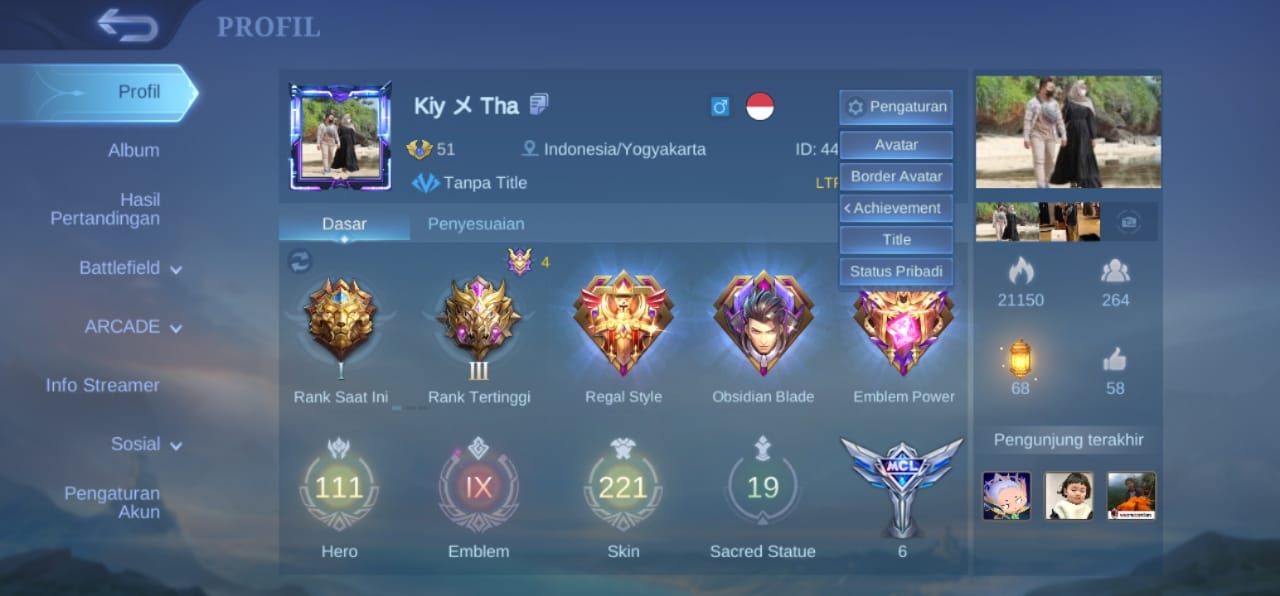 PROFIL
Profil
Album
Hasil
Pertandingan
Battlefield
ARCADE
Info Streamer
Sosial
Pengaturan
Akun
Kiy メ Tha
51
Indonesia/Yogyakarta
ID: 44
Tanpa Title
LTP
Pengaturan
Avatar
Border Avatar
< Achievement
Title
Status Pribadi
Dasar
Penyesuaian
4
I
III
Rank Saat Ini
Rank Tertinggi
Regal Style
Obsidian Blade
Emblem Power
111
IX
221
19
MCL
Hero
Emblem
Skin
Sacred Statue
6
21150
264
68
58
Pengunjung terakhir